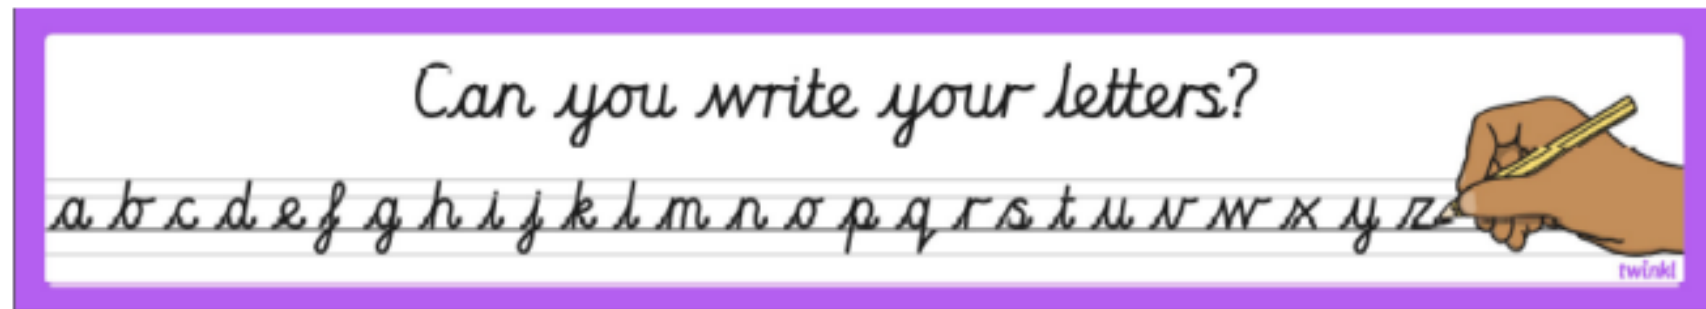 Can you write your letters?
a b c d e f g h i j k l m n o p q r s t u v w x y z
twinkl